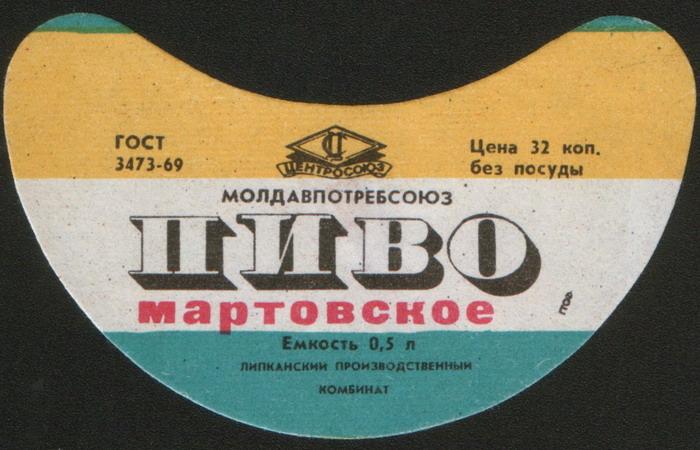 ГОСТ
3473-69
ЦЕНТРОСОЮЗ
Цена 32 коп.
без посуды
МОЛДАВПОТРЕБСОЮЗ
ПИВО
мартовское
Емкость 0,5 л
ЛИПКАНСКИЙ ПРОИЗВОДСТВЕННЫЙ
КОМБИНАТ